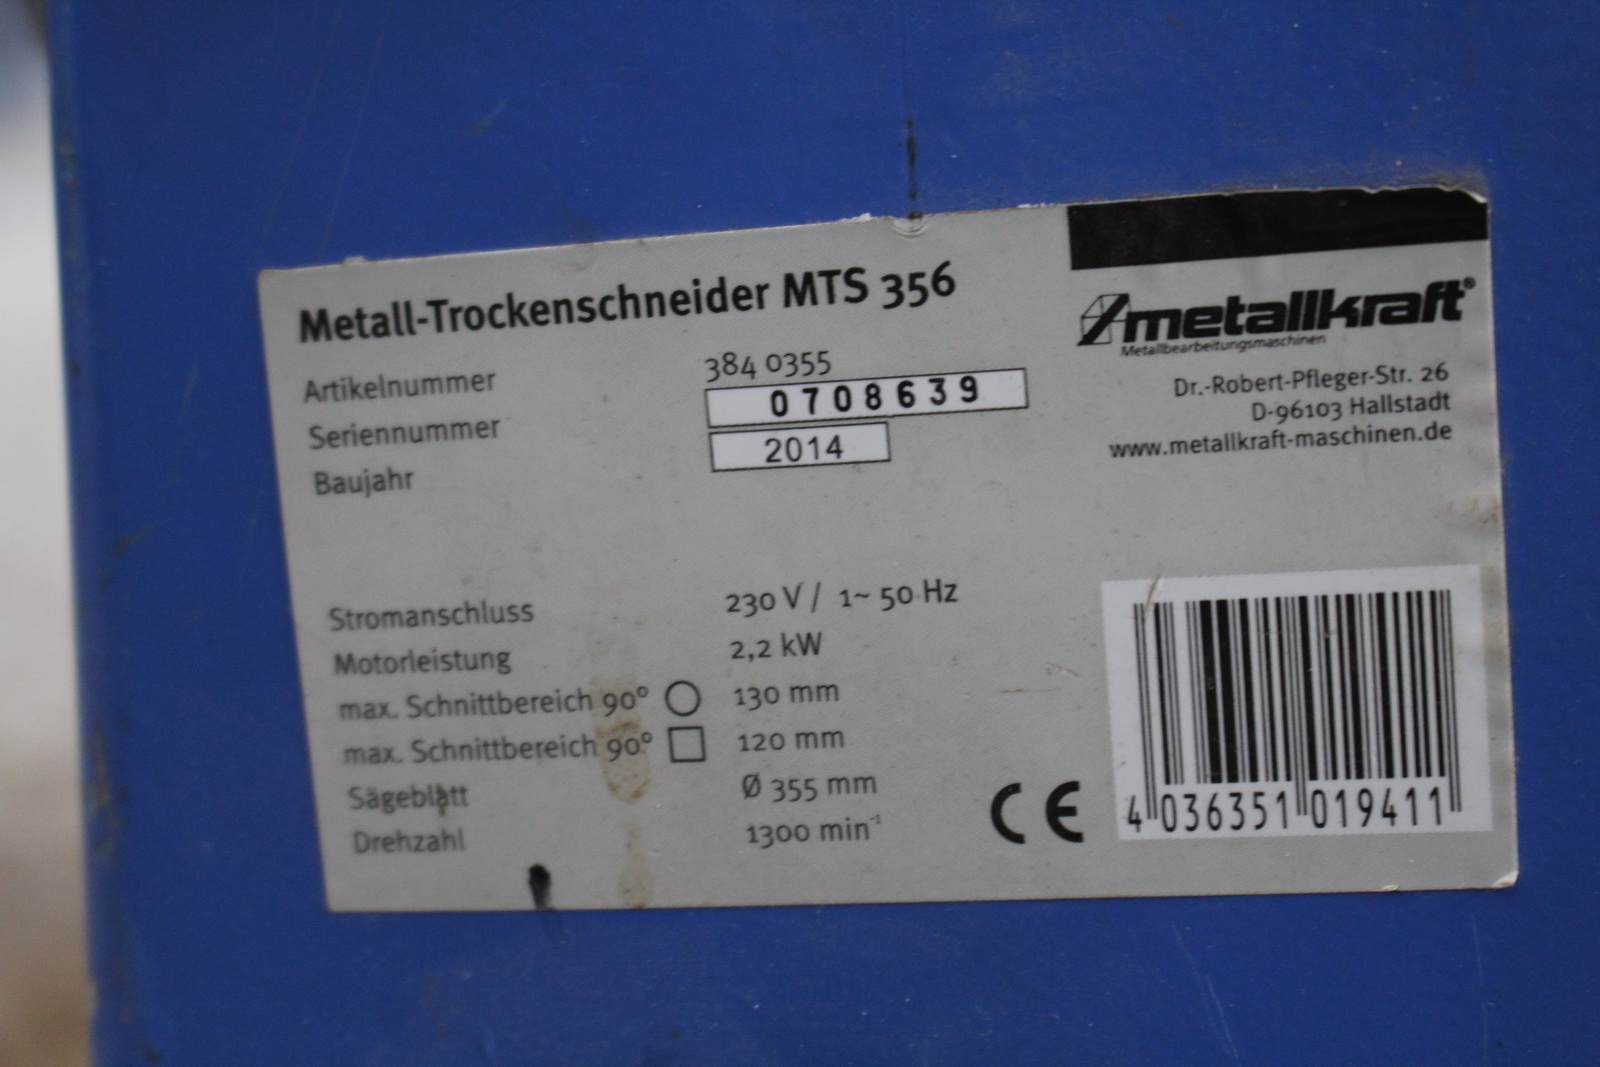 Metall-Trockenschneider MTS 356
metallkraft®
Metallbearbeitungsmaschinen
Dr.-Robert-Pfleger-Str. 26
D-96103 Hallstadt
www.metallkraft-maschinen.de
Artikelnummer 384 0355
Seriennummer 0708639
Baujahr 2014
Stromanschluss 230 V / 1~ 50 Hz
Motorleistung 2,2 kW
max. Schnittbereich 90° ○ 130 mm
max. Schnittbereich 90° □ 120 mm
Sägeblatt Ø 355 mm
Drehzahl 1300 min⁻¹
CE
4 036351 019411